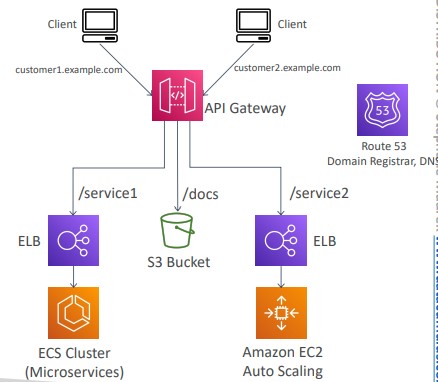 Client
Client
customer1.example.com
customer2.example.com
API Gateway
53
Route 53
Domain Registrar, DNS
/service1
/docs
/service2
ELB
S3 Bucket
ELB
ECS Cluster
(Microservices)
Amazon EC2
Auto Scaling